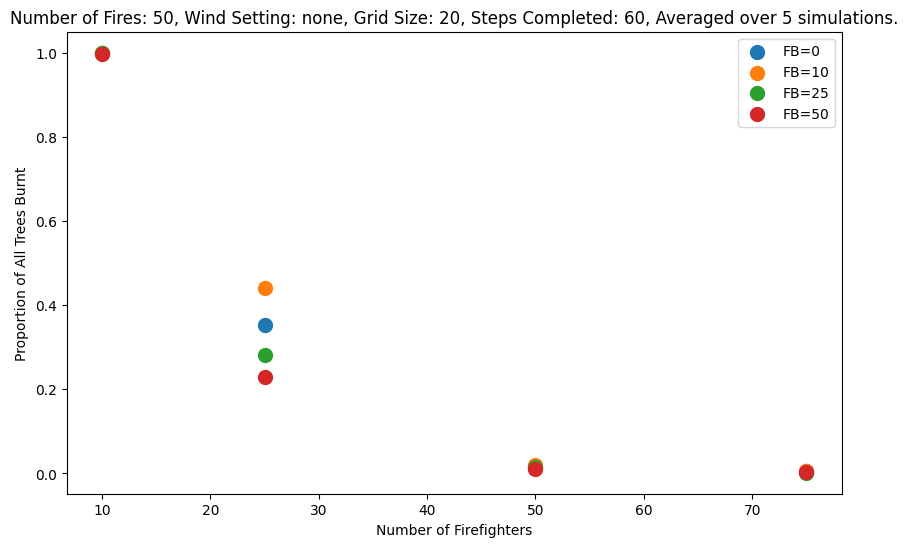 Number of Fires: 50, Wind Setting: none, Grid Size: 20, Steps Completed: 60, Averaged over 5 simulations.
FB=0
FB=10
FB=25
FB=50
Proportion of All Trees Burnt
1.0
0.8
0.6
0.4
0.2
0.0
10
20
30
40
50
60
70
Number of Firefighters